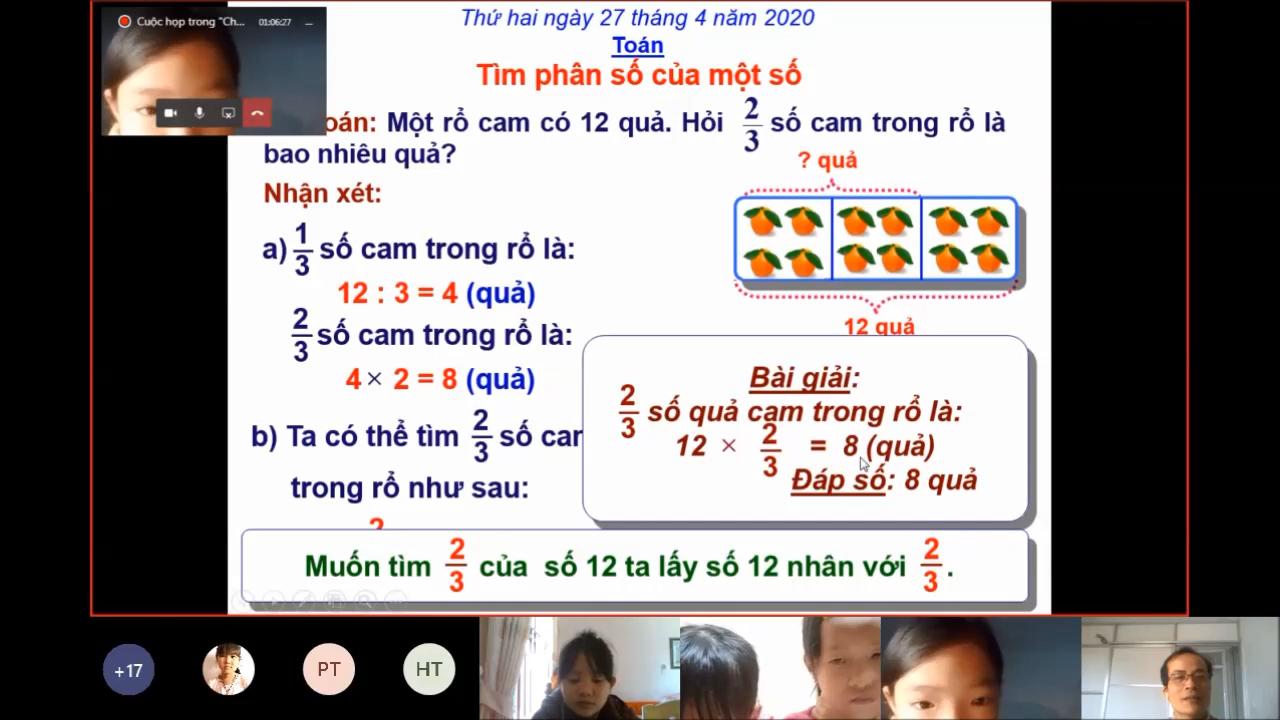 Cuộc họp trong "Ch...
01:06:27
Thứ hai ngày 27 tháng 4 năm 2020
Toán
Tìm phân số của một số
oán: Một rổ cam có 12 quả. Hỏi 2/3 số cam trong rổ là
bao nhiêu quả?
? quả
Nhận xét:
a) 1/3 số cam trong rổ là:
12 : 3 = 4 (quả)
2/3 số cam trong rổ là:
12 quả
4 × 2 = 8 (quả)
b) Ta có thể tìm 2/3 số cam
trong rổ như sau:
2
Bài giải:
2/3 số quả cam trong rổ là:
12 × 2/3 = 8 (quả)
Đáp số: 8 quả
Muốn tìm 2/3 của số 12 ta lấy số 12 nhân với 2/3.
+17
PT
HT